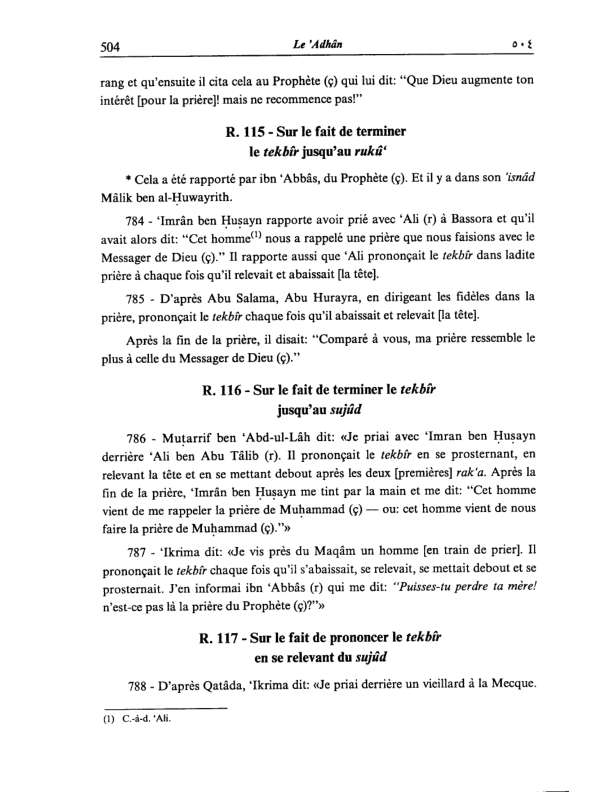 504
Le 'Adhân
٥٠٤
rang et qu'ensuite il cita cela au Prophète (ç) qui lui dit: “Que Dieu augmente ton
intérêt [pour la prière]! mais ne recommence pas!”
R. 115 - Sur le fait de terminer
le tekbîr jusqu'au rukû‘
* Cela a été rapporté par ibn ‘Abbâs, du Prophète (ç). Et il y a dans son 'isnâd
Mâlik ben al-Ḥuwayrith.
784 - ‘Imrân ben Ḥuṣayn rapporte avoir prié avec ‘Ali (r) à Bassora et qu'il
avait alors dit: “Cet homme(1) nous a rappelé une prière que nous faisions avec le
Messager de Dieu (ç).” Il rapporte aussi que ‘Ali prononçait le tekbîr dans ladite
prière à chaque fois qu'il relevait et abaissait [la tête].
785 - D'après Abu Salama, Abu Hurayra, en dirigeant les fidèles dans la
prière, prononçait le tekbîr chaque fois qu'il abaissait et relevait [la tête].
Après la fin de la prière, il disait: “Comparé à vous, ma prière ressemble le
plus à celle du Messager de Dieu (ç).”
R. 116 - Sur le fait de terminer le tekbîr
jusqu'au sujûd
786 - Muṭarrif ben ‘Abd-ul-Lâh dit: «Je priai avec ‘Imran ben Ḥuṣayn
derrière ‘Ali ben Abu Tâlib (r). Il prononçait le tekbîr en se prosternant, en
relevant la tête et en se mettant debout après les deux [premières] rak'a. Après la
fin de la prière, ‘Imrân ben Ḥuṣayn me tint par la main et me dit: “Cet homme
vient de me rappeler la prière de Muḥammad (ç) — ou: cet homme vient de nous
faire la prière de Muḥammad (ç).”»
787 - ‘Ikrima dit: «Je vis près du Maqâm un homme [en train de prier]. Il
prononçait le tekbîr chaque fois qu'il s'abaissait, se relevait, se mettait debout et se
prosternait. J'en informai ibn ‘Abbâs (r) qui me dit: “Puisses-tu perdre ta mère!
n'est-ce pas là la prière du Prophète (ç)?”»
R. 117 - Sur le fait de prononcer le tekbîr
en se relevant du sujûd
788 - D'après Qatâda, ‘Ikrima dit: «Je priai derrière un vieillard à la Mecque.
(1) C.-à-d. ‘Ali.